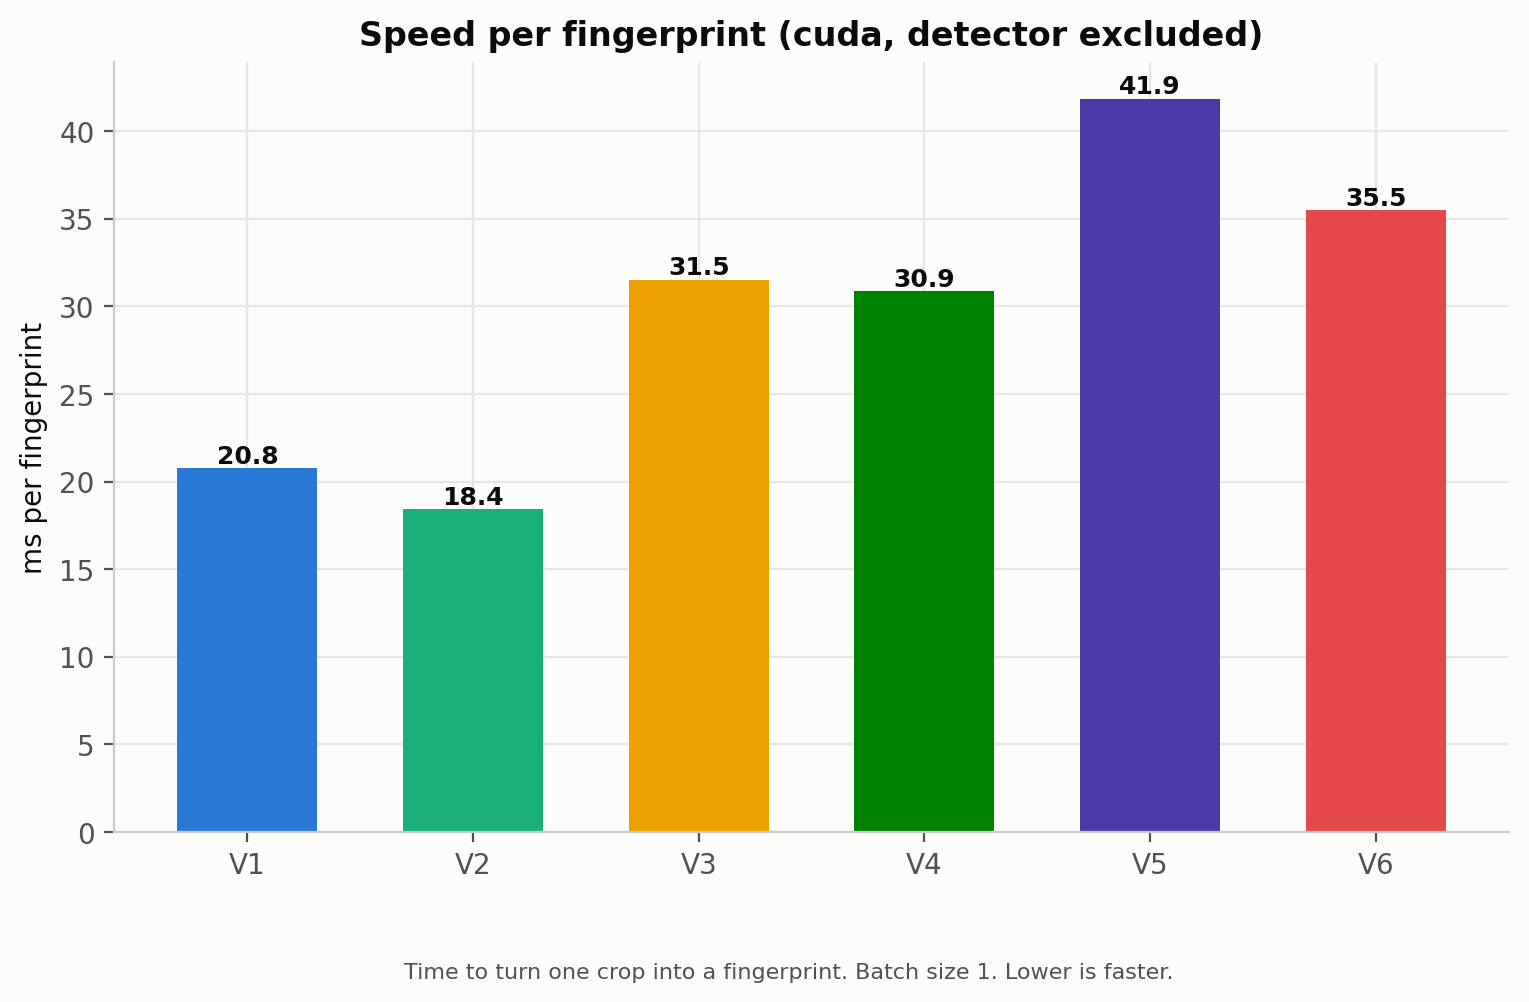 Speed per fingerprint (cuda, detector excluded)
ms per fingerprint
40
35
30
25
20
15
10
5
0
20.8
18.4
31.5
30.9
41.9
35.5
V1
V2
V3
V4
V5
V6
Time to turn one crop into a fingerprint. Batch size 1. Lower is faster.